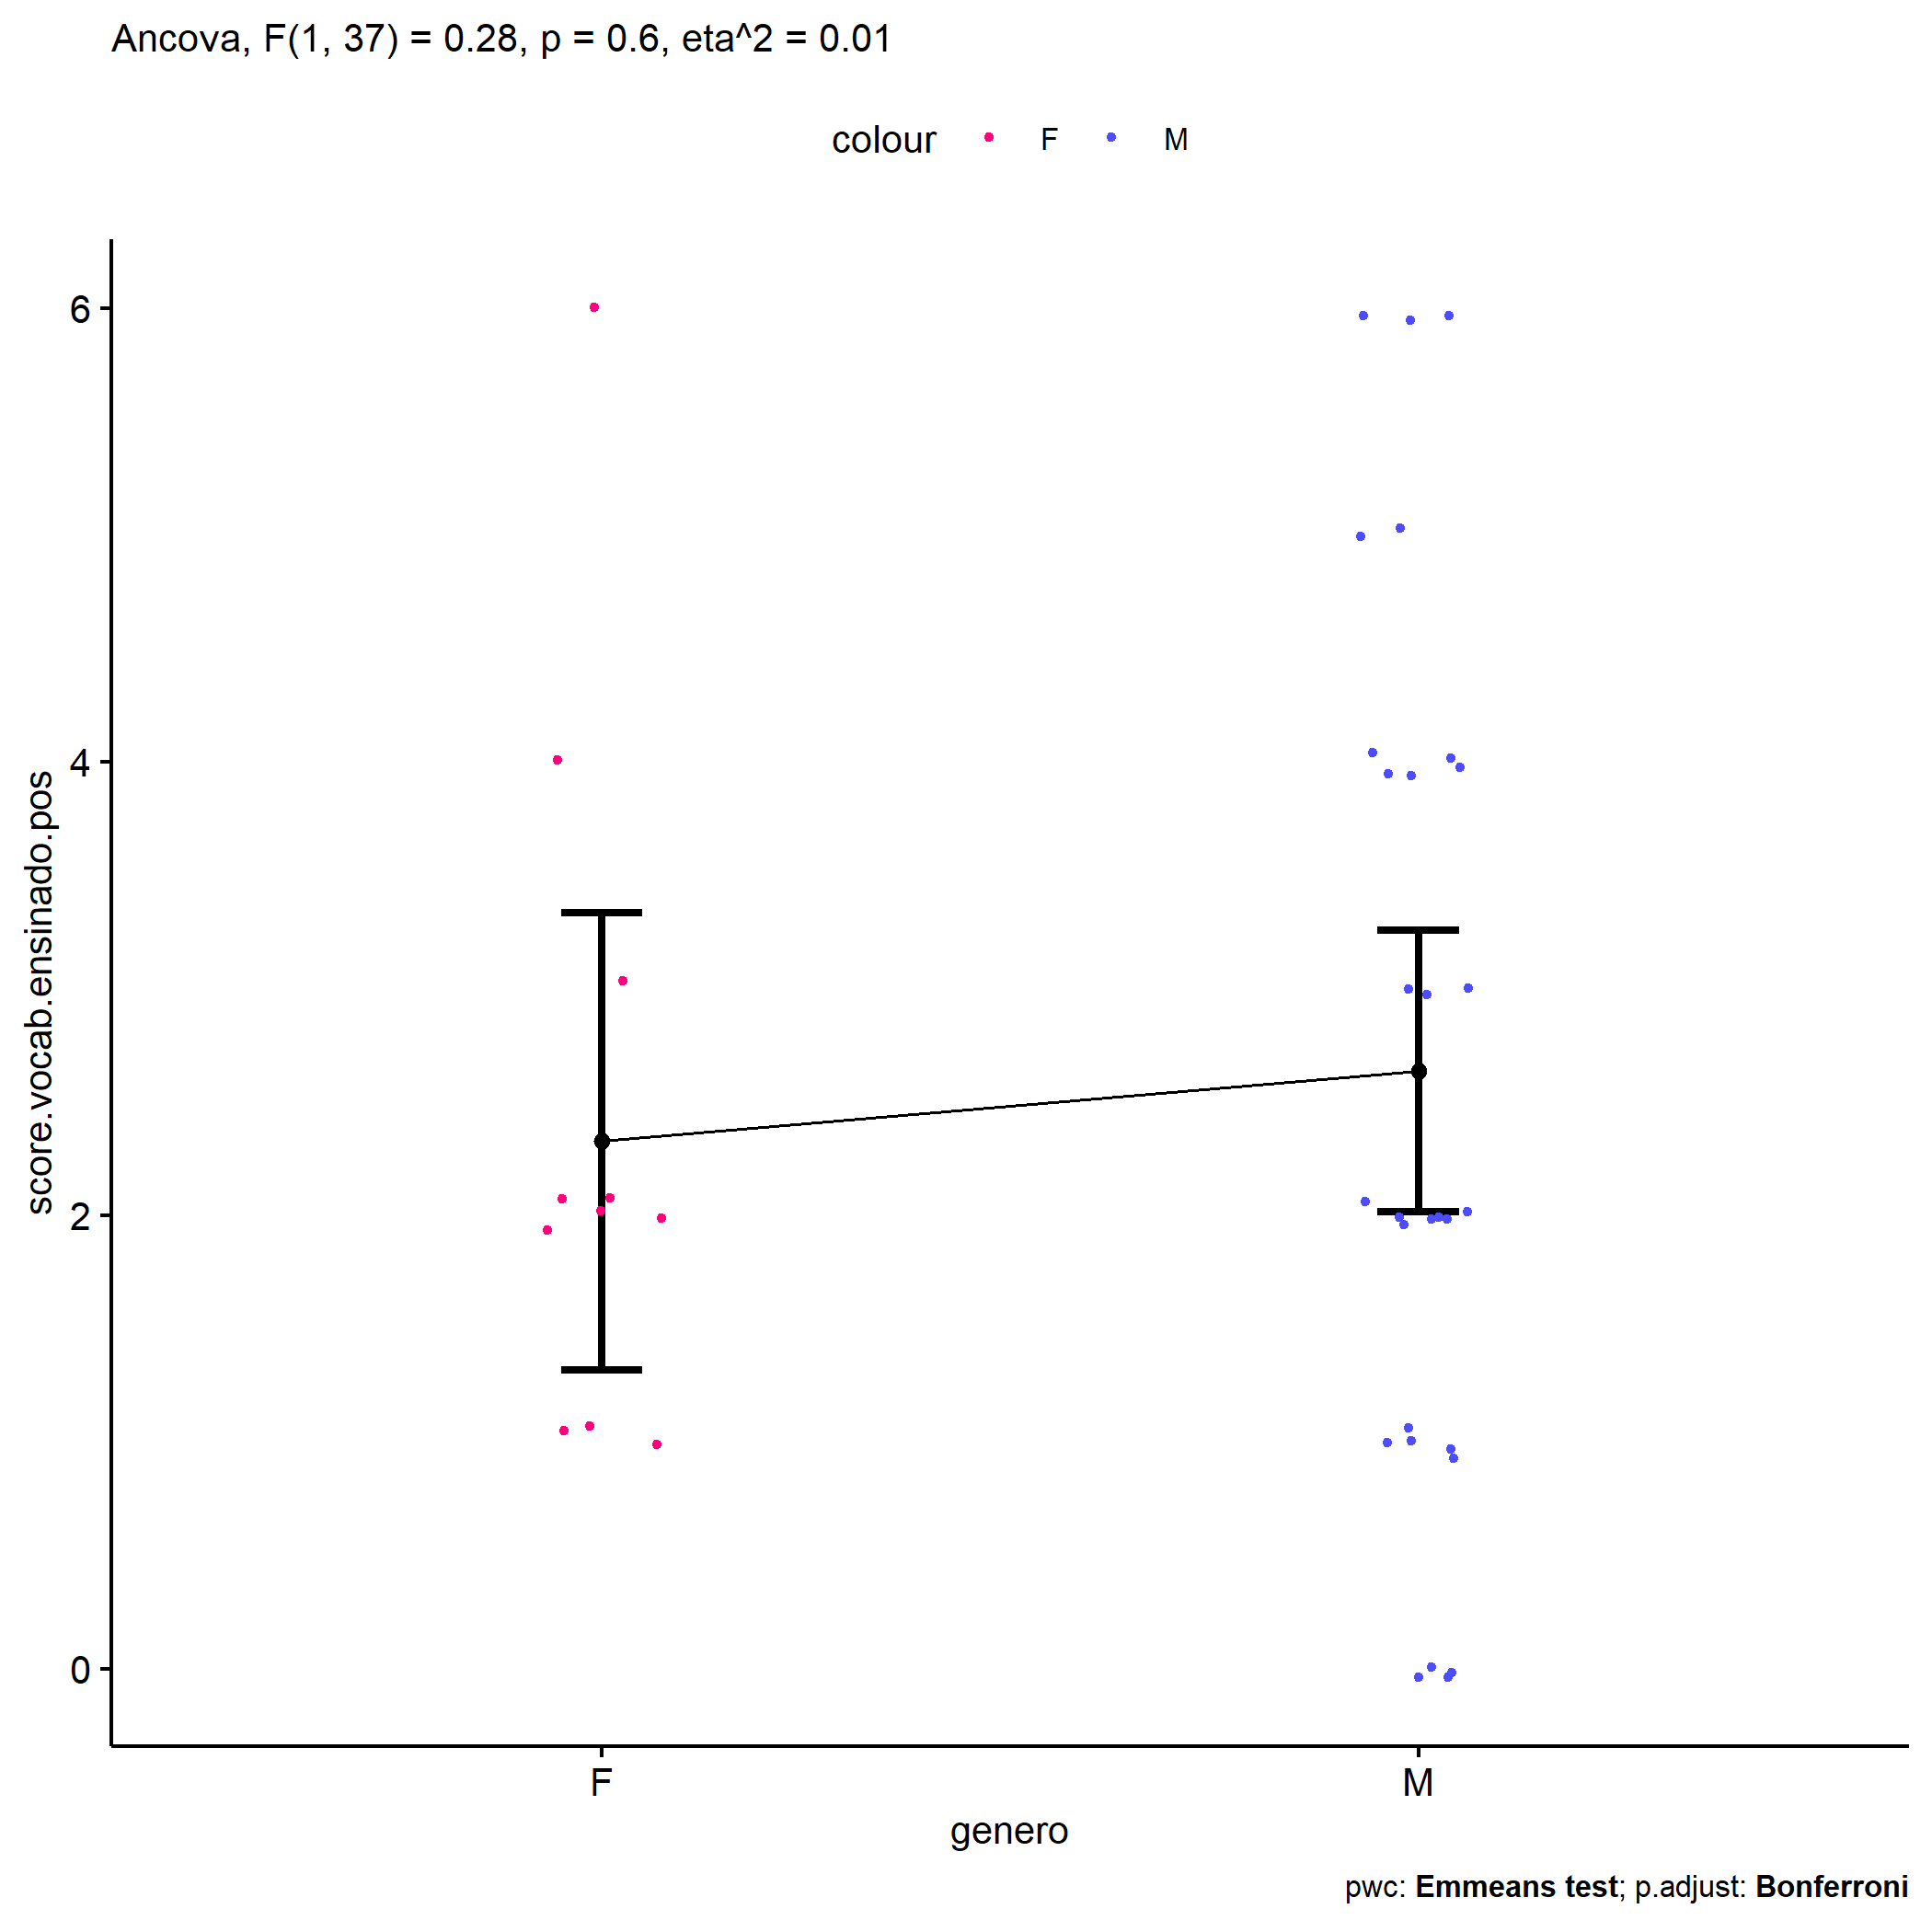 Ancova, F(1, 37) = 0.28, p = 0.6, eta^2 = 0.01
colour F M
6
4
2
0
score.vocab.ensinado.pos
F M
genero
pwc: Emmeans test; p.adjust: Bonferroni